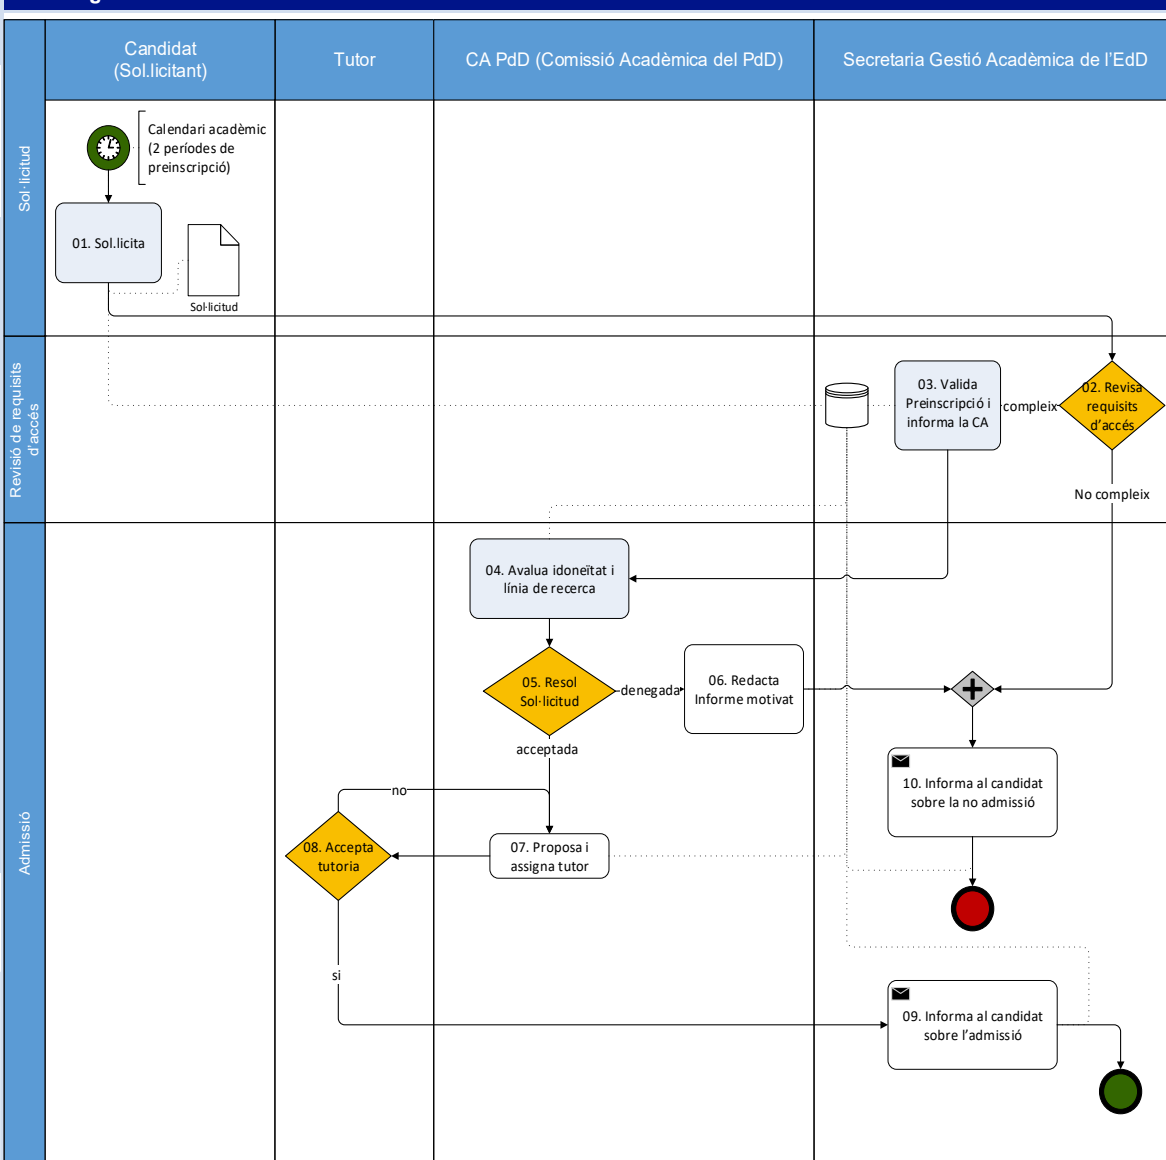 Candidat
(Sol.licitant)
Tutor
CA PdD (Comissió Acadèmica del PdD)
Secretaria Gestió Acadèmica de l'EdD
Sol·licitud
Calendari acadèmic
(2 períodes de
preinscripció)
01. Sol.licita
Sol·licitud
Revisió de requisits
d'accés
03. Valida
Preinscripció i
informa la CA
compleix
02. Revisa
requisits
d'accés
No compleix
Admissió
04. Avalua idoneïtat i
línia de recerca
05. Resol
Sol·licitud
denegada
06. Redacta
Informe motivat
acceptada
no
10. Informa al candidat
sobre la no admissió
08. Accepta
tutoria
07. Proposa i
assigna tutor
si
09. Informa al candidat
sobre l'admissió